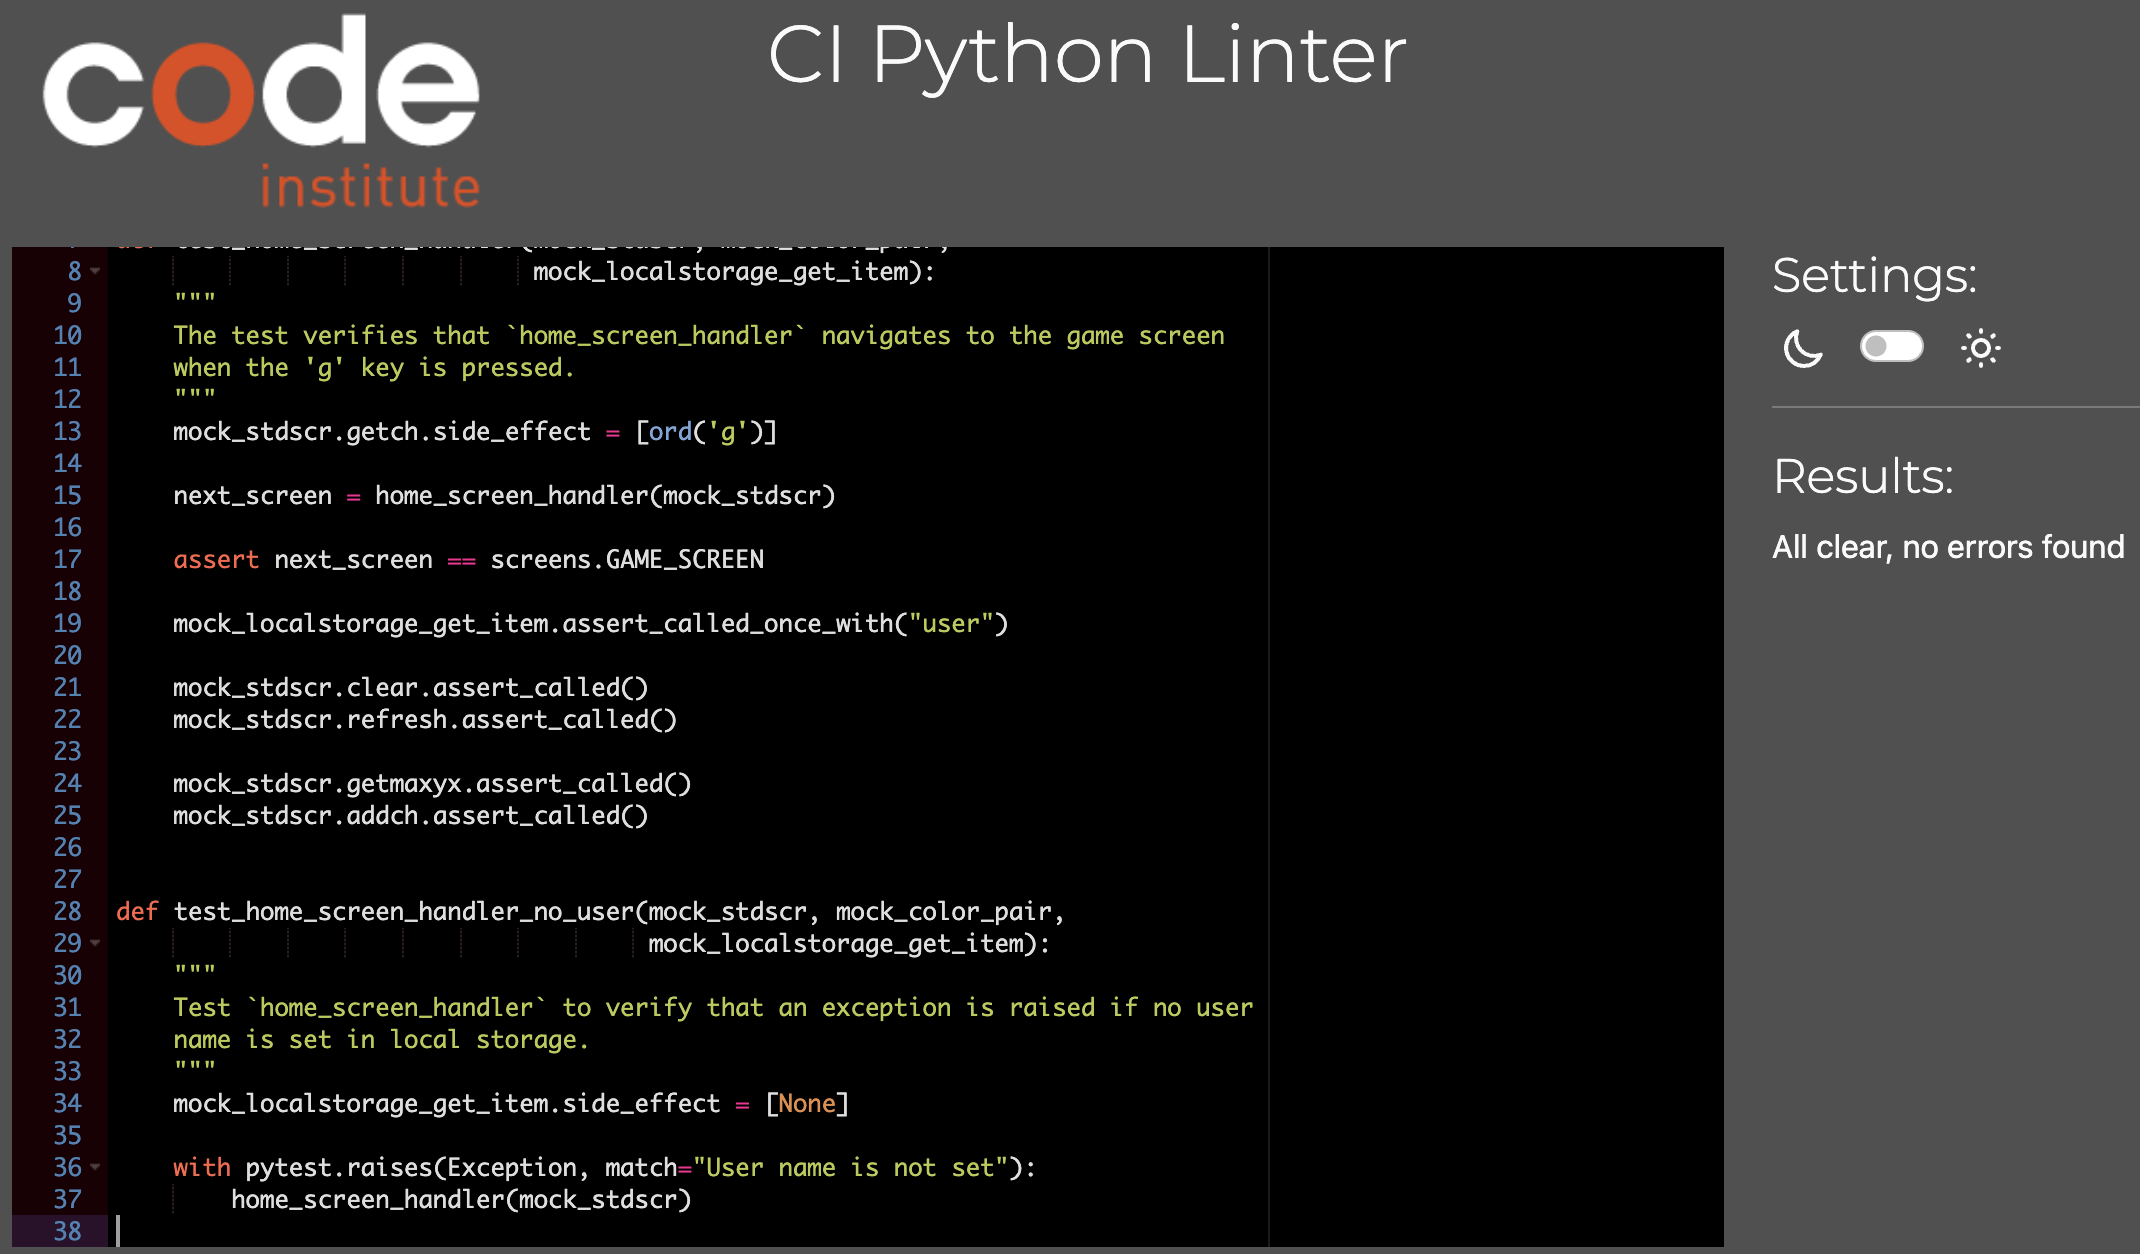 code
institute
CI Python Linter
8 mock_localstorage_get_item):
9 """
10 The test verifies that `home_screen_handler` navigates to the game screen
11 when the 'g' key is pressed.
12 """
13 mock_stdscr.getch.side_effect = [ord('g')]
14
15 next_screen = home_screen_handler(mock_stdscr)
16
17 assert next_screen == screens.GAME_SCREEN
18
19 mock_localstorage_get_item.assert_called_once_with("user")
20
21 mock_stdscr.clear.assert_called()
22 mock_stdscr.refresh.assert_called()
23
24 mock_stdscr.getmaxyx.assert_called()
25 mock_stdscr.addch.assert_called()
26
27
28 def test_home_screen_handler_no_user(mock_stdscr, mock_color_pair,
29 mock_localstorage_get_item):
30 """
31 Test `home_screen_handler` to verify that an exception is raised if no user
32 name is set in local storage.
33 """
34 mock_localstorage_get_item.side_effect = [None]
35
36 with pytest.raises(Exception, match="User name is not set"):
37 home_screen_handler(mock_stdscr)
38
Settings:
Results:
All clear, no errors found